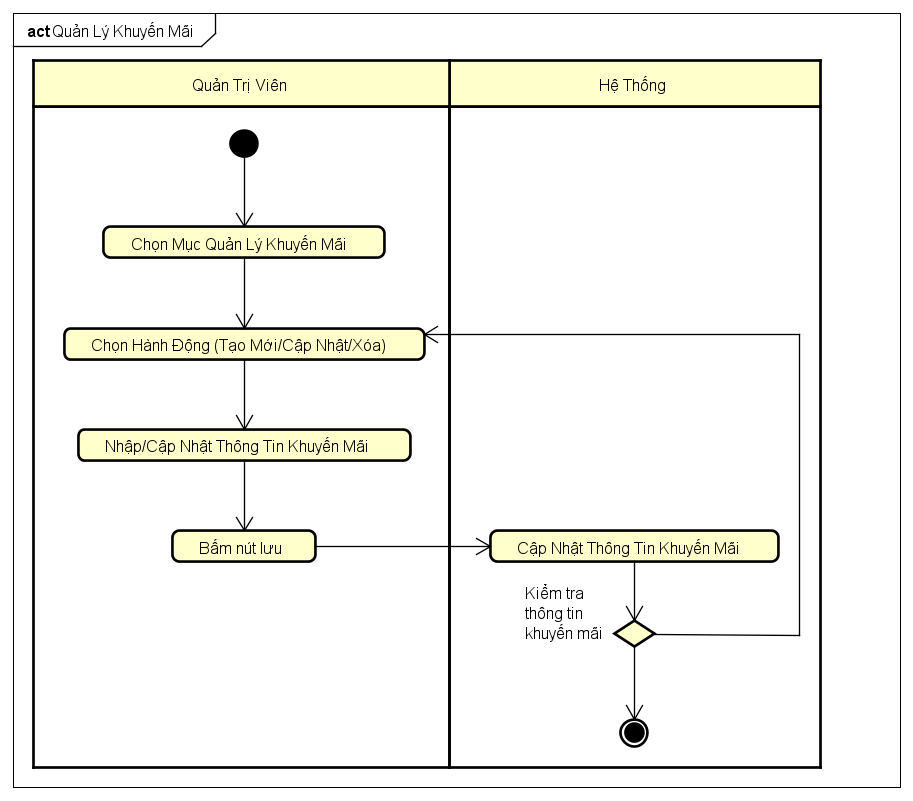 act Quản Lý Khuyến Mãi
Quản Trị Viên
Hệ Thống
Chọn Mục Quản Lý Khuyến Mãi
Chọn Hành Động (Tạo Mới/Cập Nhật/Xóa)
Nhập/Cập Nhật Thông Tin Khuyến Mãi
Bấm nút lưu
Cập Nhật Thông Tin Khuyến Mãi
Kiểm tra
thông tin
khuyến mãi